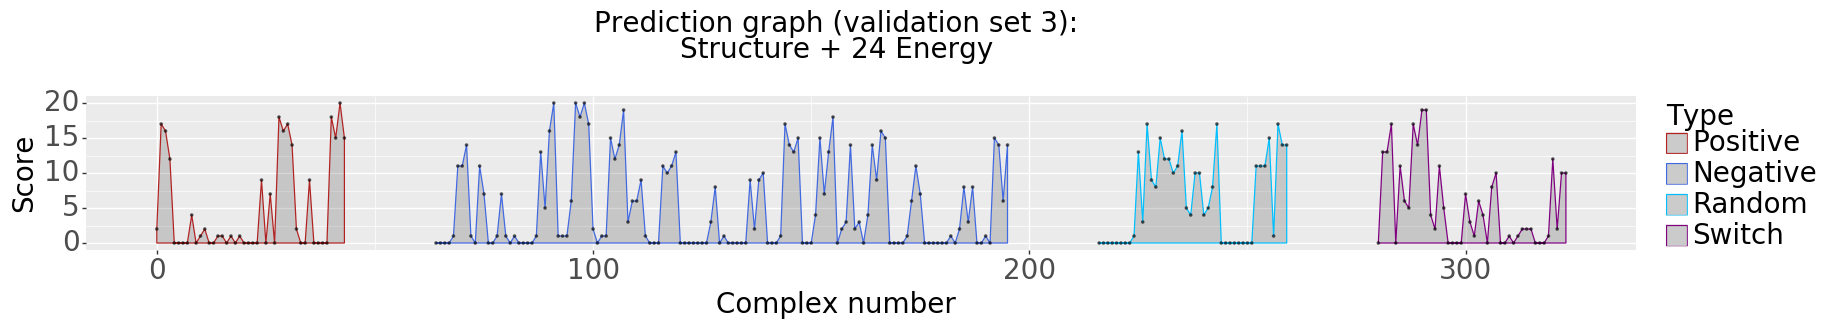 Prediction graph (validation set 3):
Structure + 24 Energy
20
15
10
5
0
Score
0 100 200 300
Complex number
Type
Positive
Negative
Random
Switch